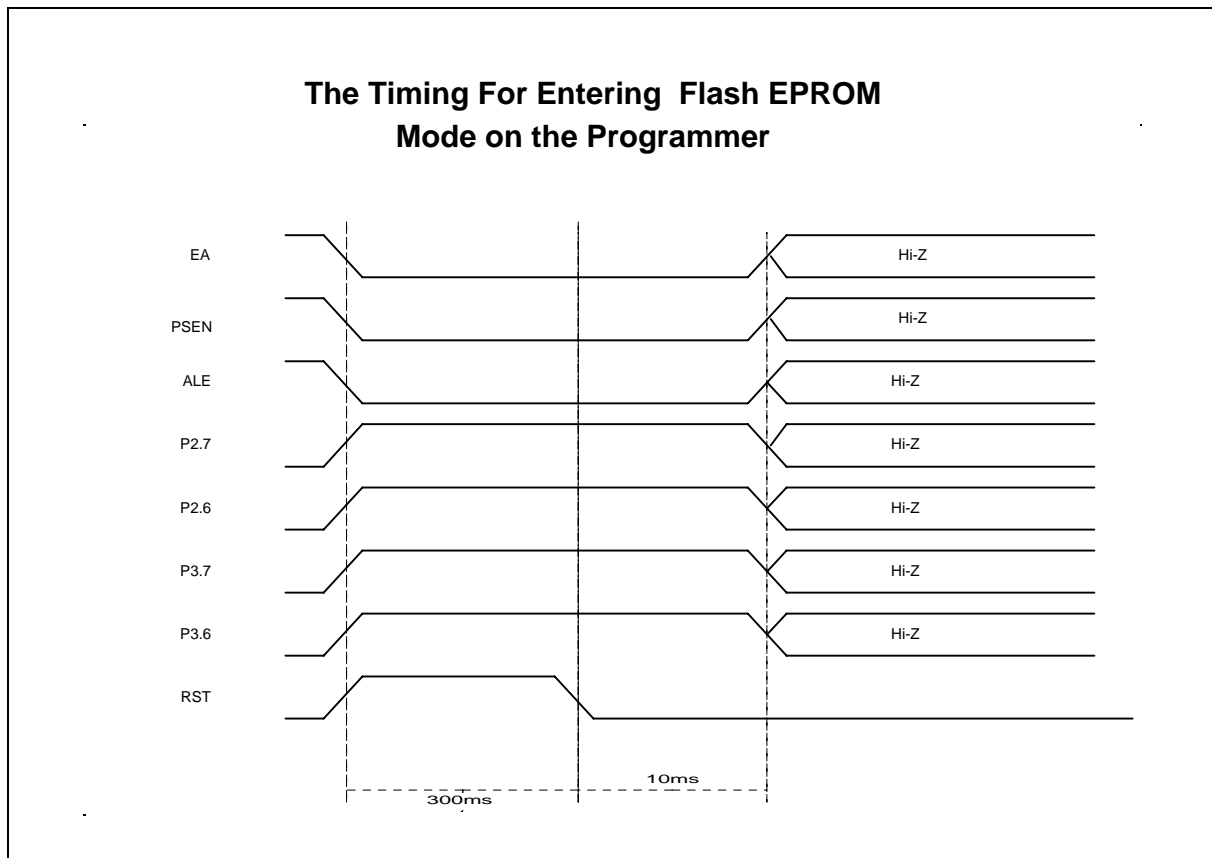 The Timing For Entering Flash EPROM
Mode on the Programmer
EA
Hi-Z
PSEN
Hi-Z
ALE
Hi-Z
P2.7
Hi-Z
P2.6
Hi-Z
P3.7
Hi-Z
P3.6
Hi-Z
RST
10ms
300ms